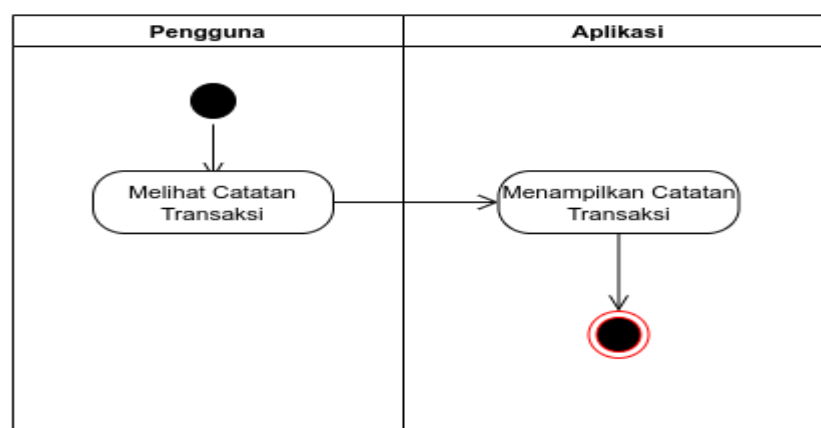 Pengguna
Aplikasi
Melihat Catatan
Transaksi
Menampilkan Catatan
Transaksi